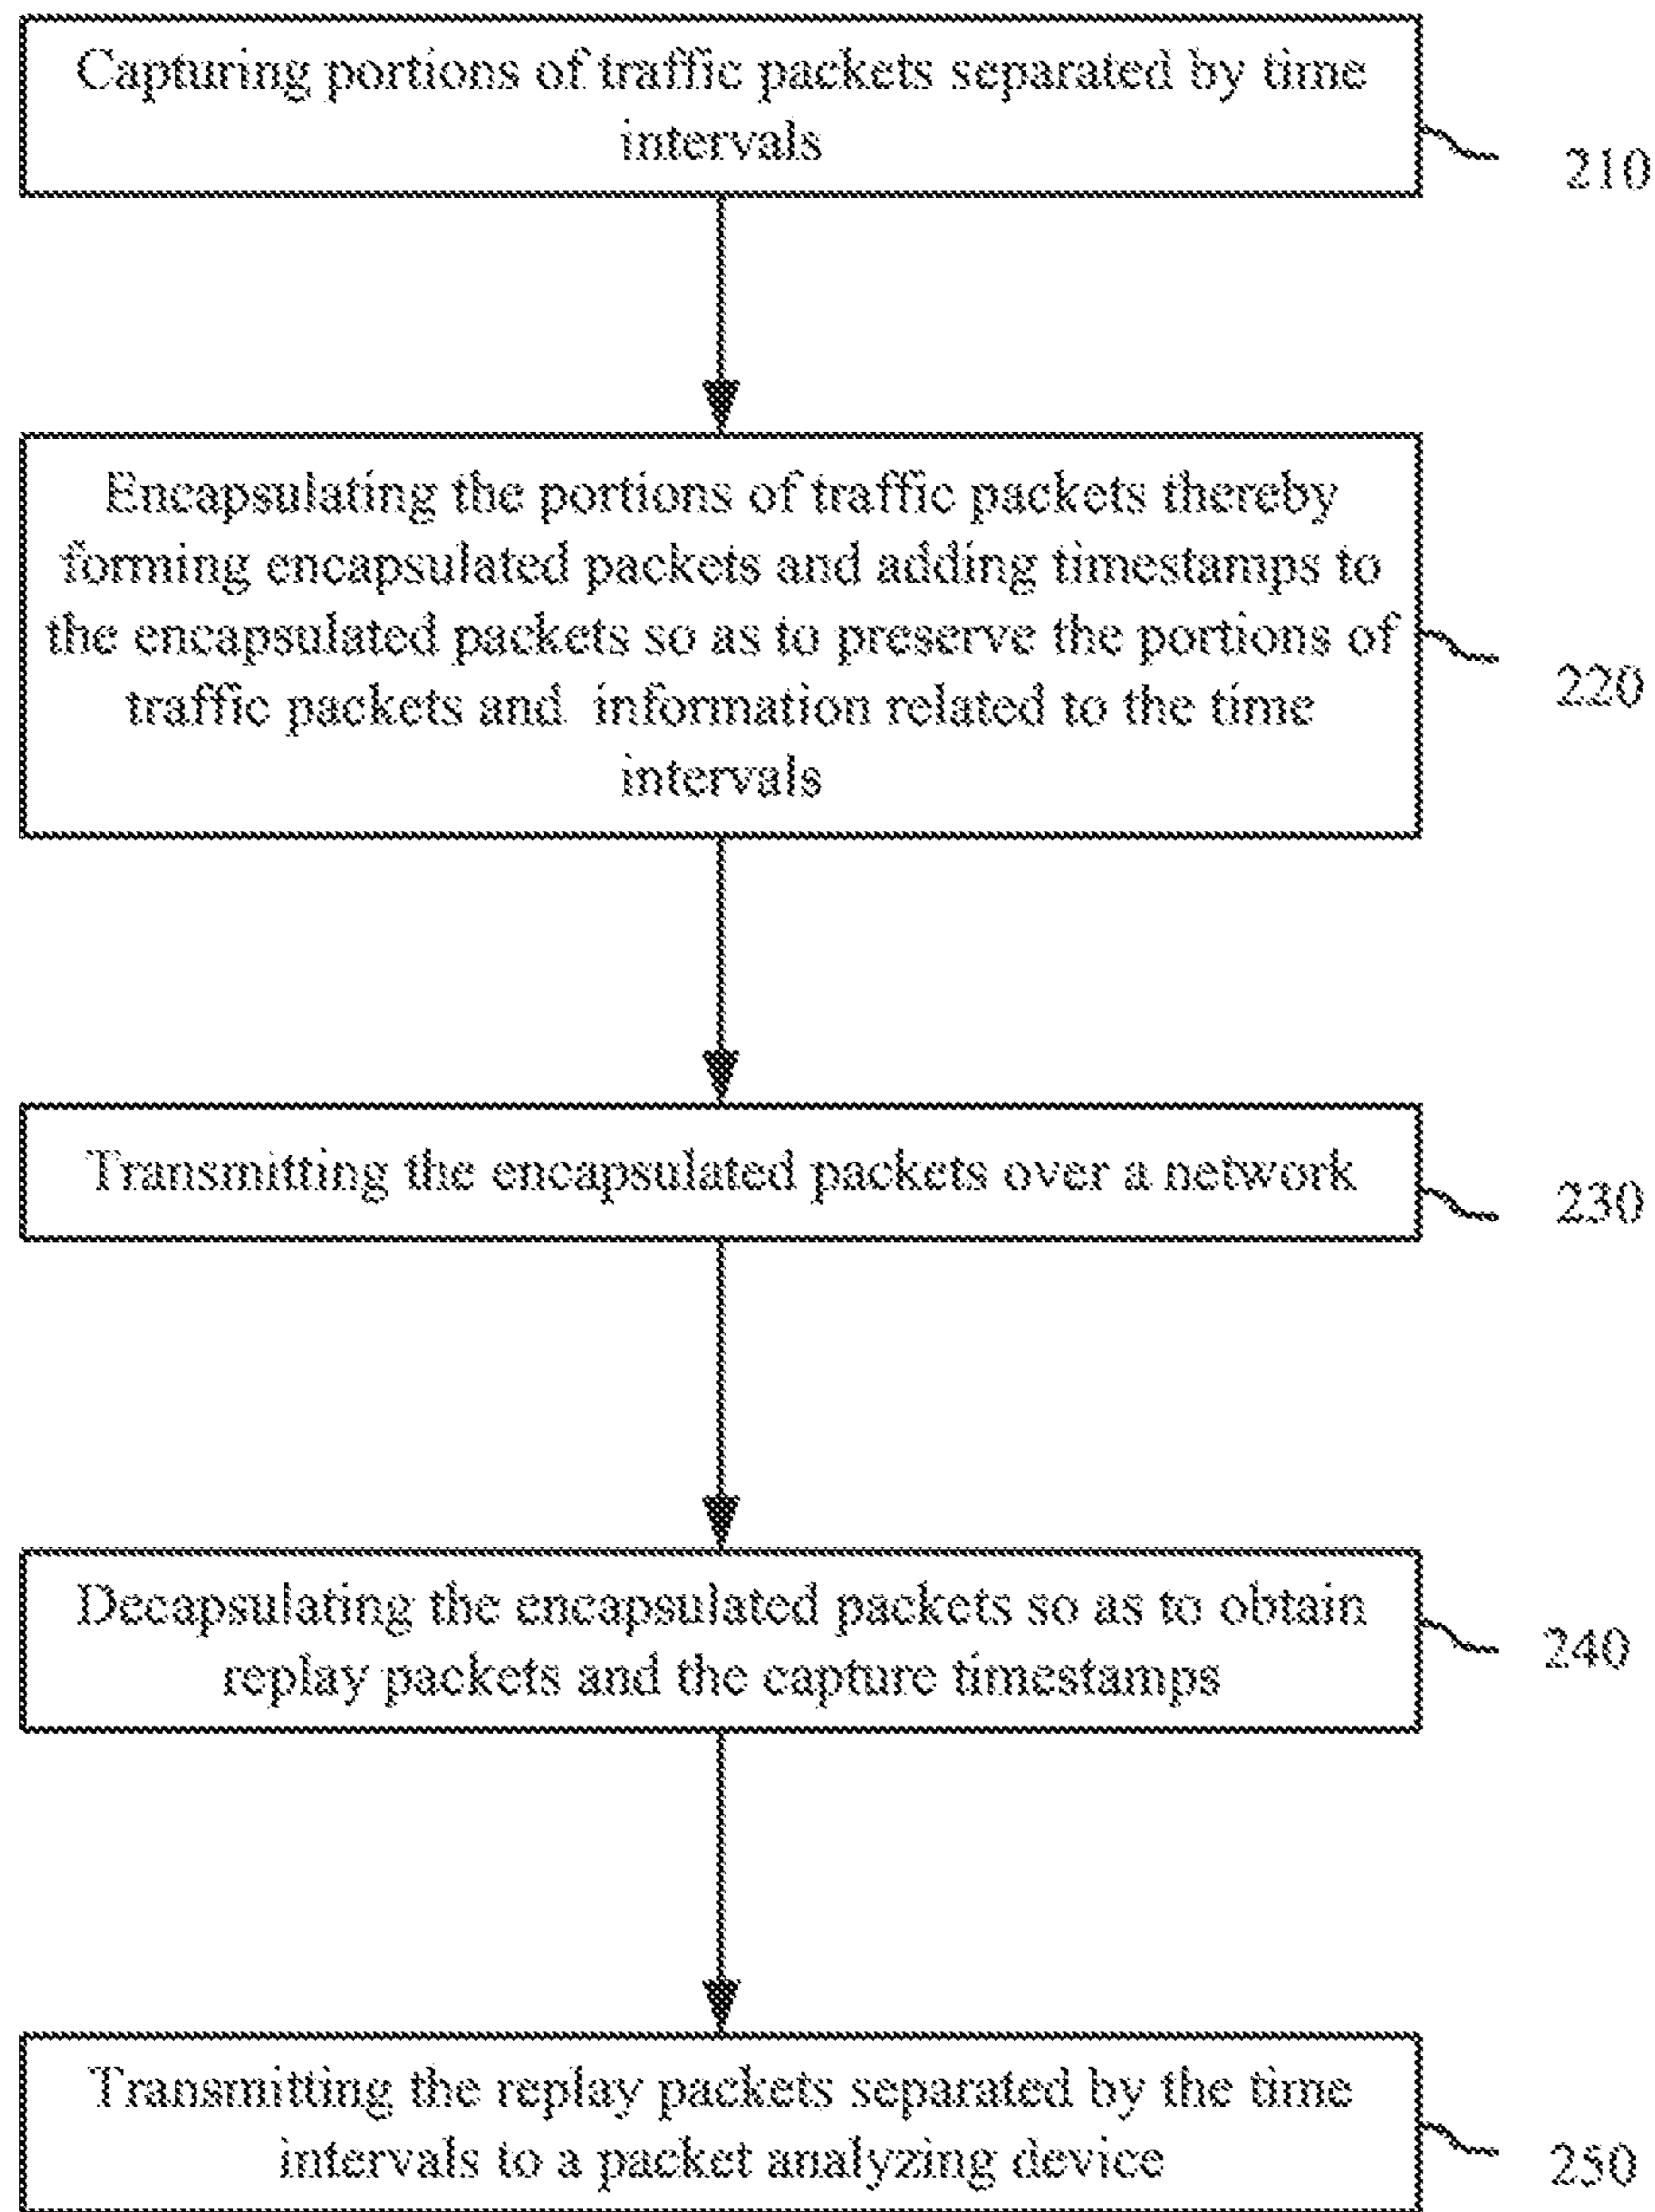 Capturing portions of traffic packets separated by time
intervals
210
Encapsulating the portions of traffic packets thereby
forming encapsulated packets and adding timestamps to
the encapsulated packets so as to preserve the portions of
traffic packets and information related to the time
intervals
220
Transmitting the encapsulated packets over a network
230
Decapsulating the encapsulated packets so as to obtain
replay packets and the capture timestamps
240
Transmitting the replay packets separated by the time
intervals to a packet analyzing device
250